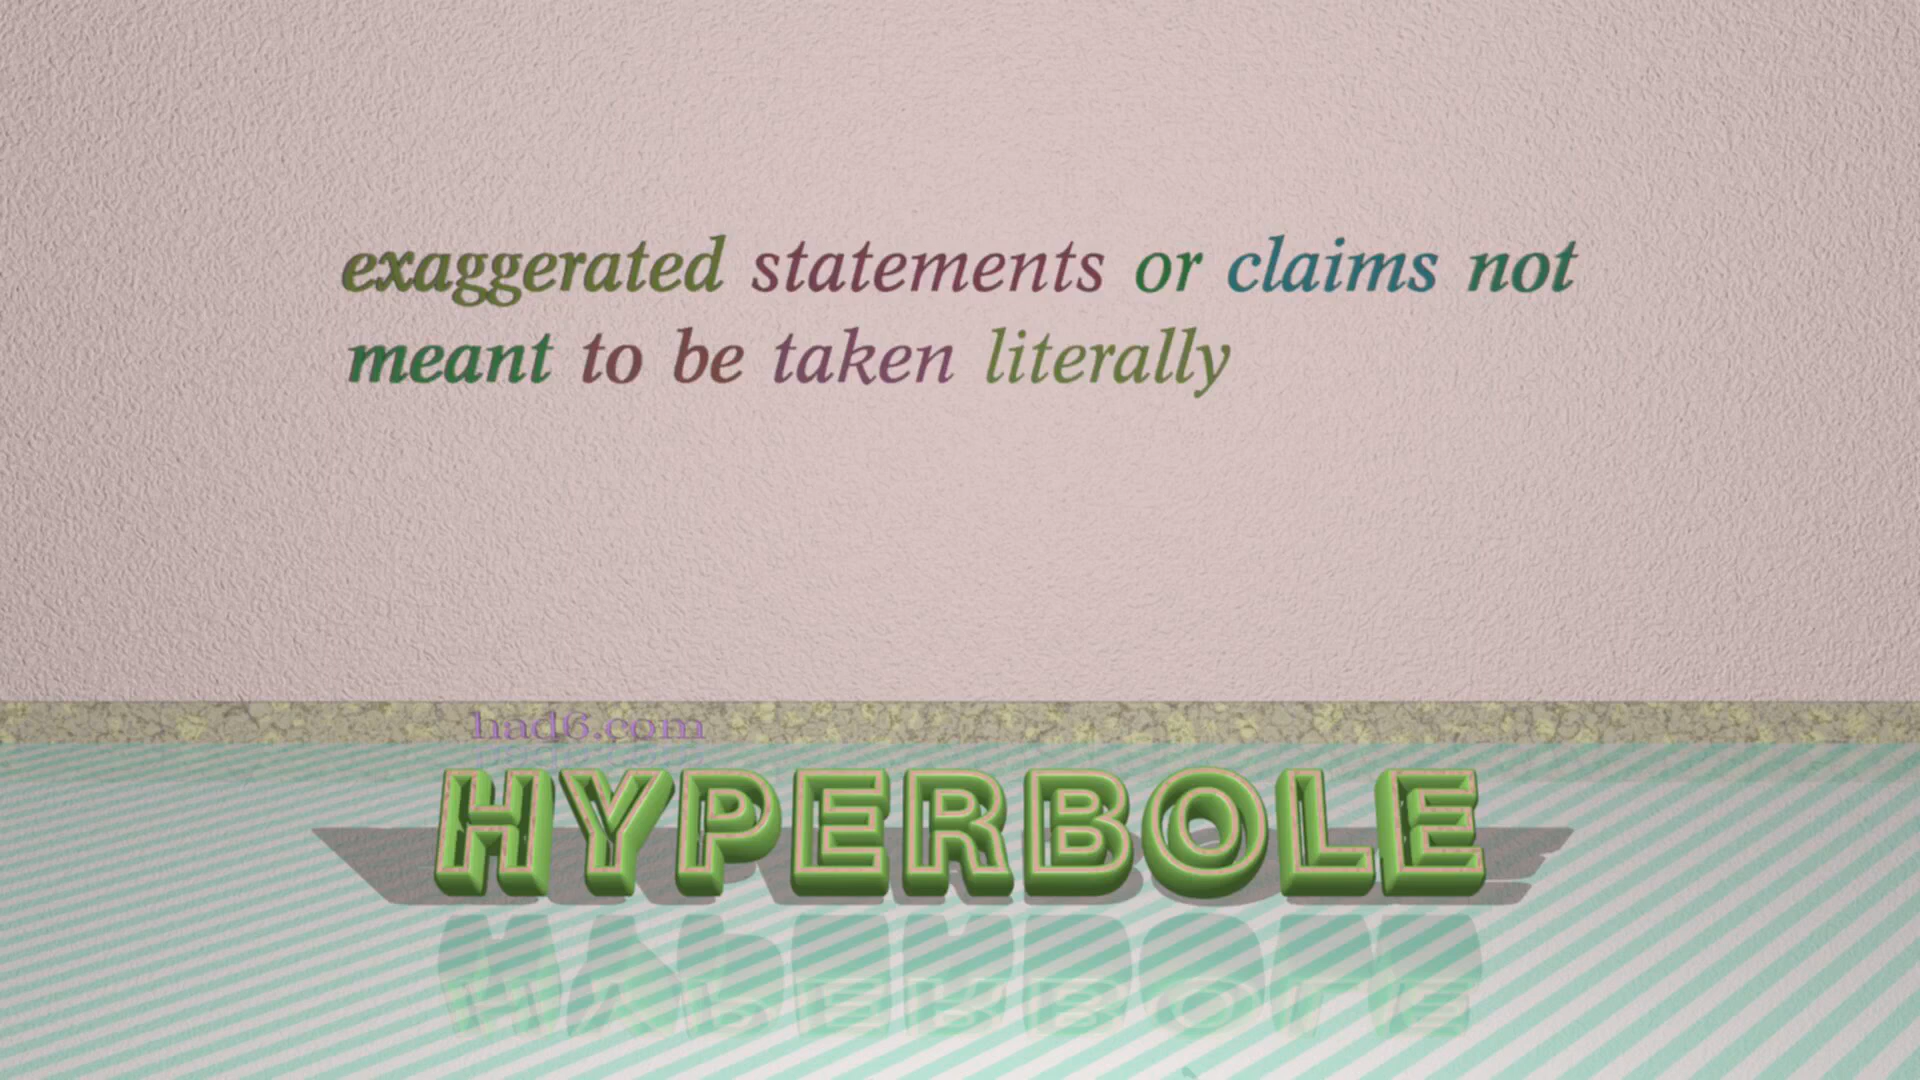 exaggerated statements or claims not
meant to be taken literally
had6.com
HYPERBOLE